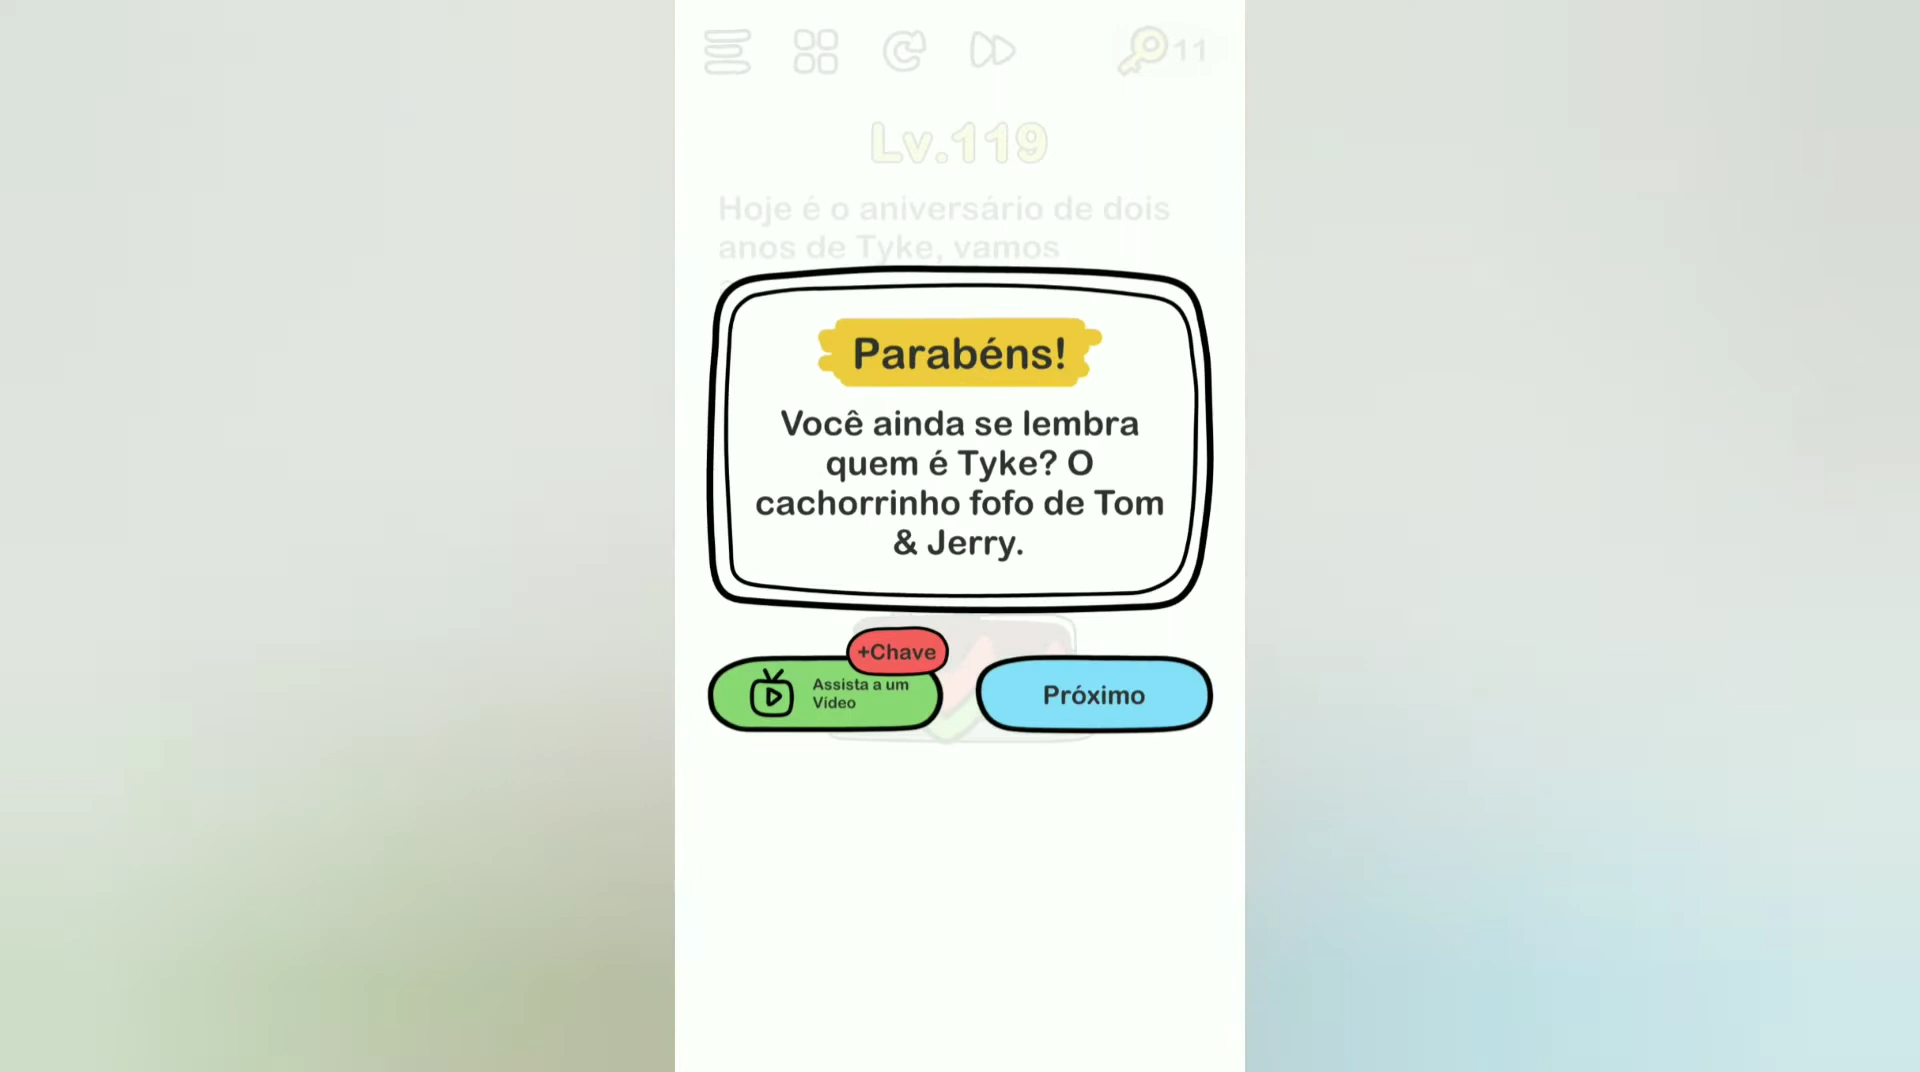 11
Lv.119
Hoje é o aniversário de dois
anos de Tyke, vamos
Parabéns!
Você ainda se lembra
quem é Tyke? O
cachorrinho fofo de Tom
& Jerry.
+Chave
Assista a um
Vídeo
Próximo